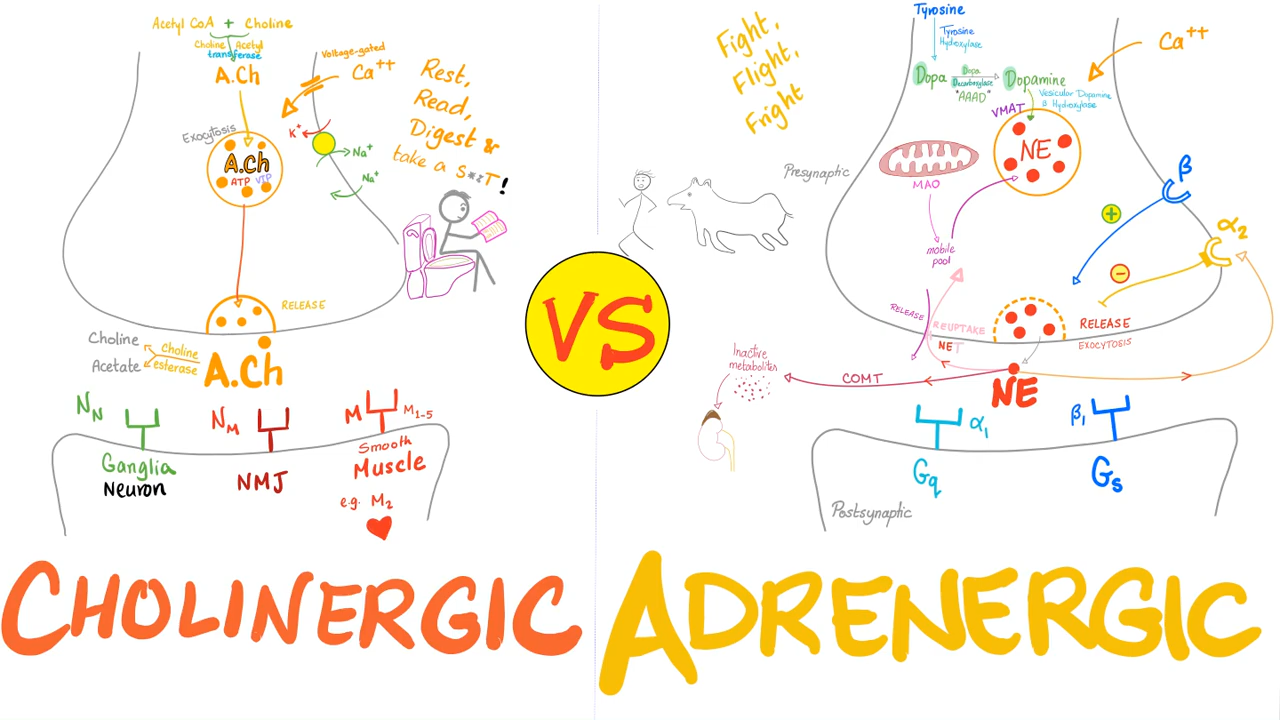 Acetyl CoA + Choline
Choline Acetyl
transferase
A.Ch
Voltage-gated
Ca++
Exocytosis
A.Ch
ATP VIP
K+
Na+
Na+
Rest,
Read,
Digest &
take a S**T!
RELEASE
Choline
Acetate
Choline
esterase
A.Ch
NN
Ganglia
Neuron
NM
NMJ
M
M1-5
Smooth
Muscle
e.g. M2
CHOLINERGIC
VS
Fight,
Flight,
Fright
Tyrosine
Tyrosine
Hydroxylase
Dopa
Dopa
Decarboxylase
"AAAD"
Dopamine
Vesicular Dopamine
β Hydroxylase
VMAT
NE
Ca++
Presynaptic
MAO
mobile
pool
β
+
α2
−
RELEASE
REUPTAKE
NET
RELEASE
EXOCYTOSIS
Inactive
metabolites
COMT
NE
α1
Gq
β1
Gs
Postsynaptic
ADRENERGIC